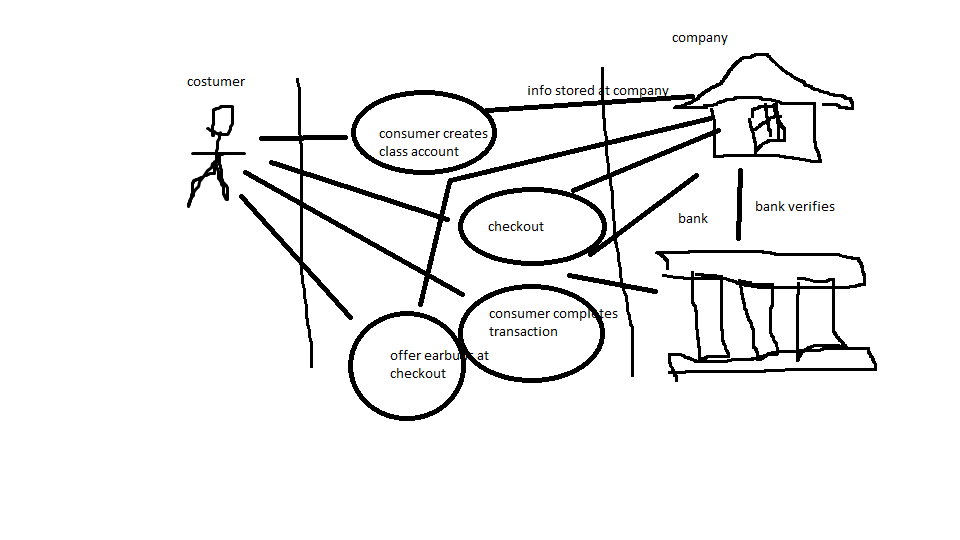 company
costumer
info stored at company
consumer creates
class account
bank
bank verifies
checkout
consumer completes
transaction
offer earbuds at
checkout